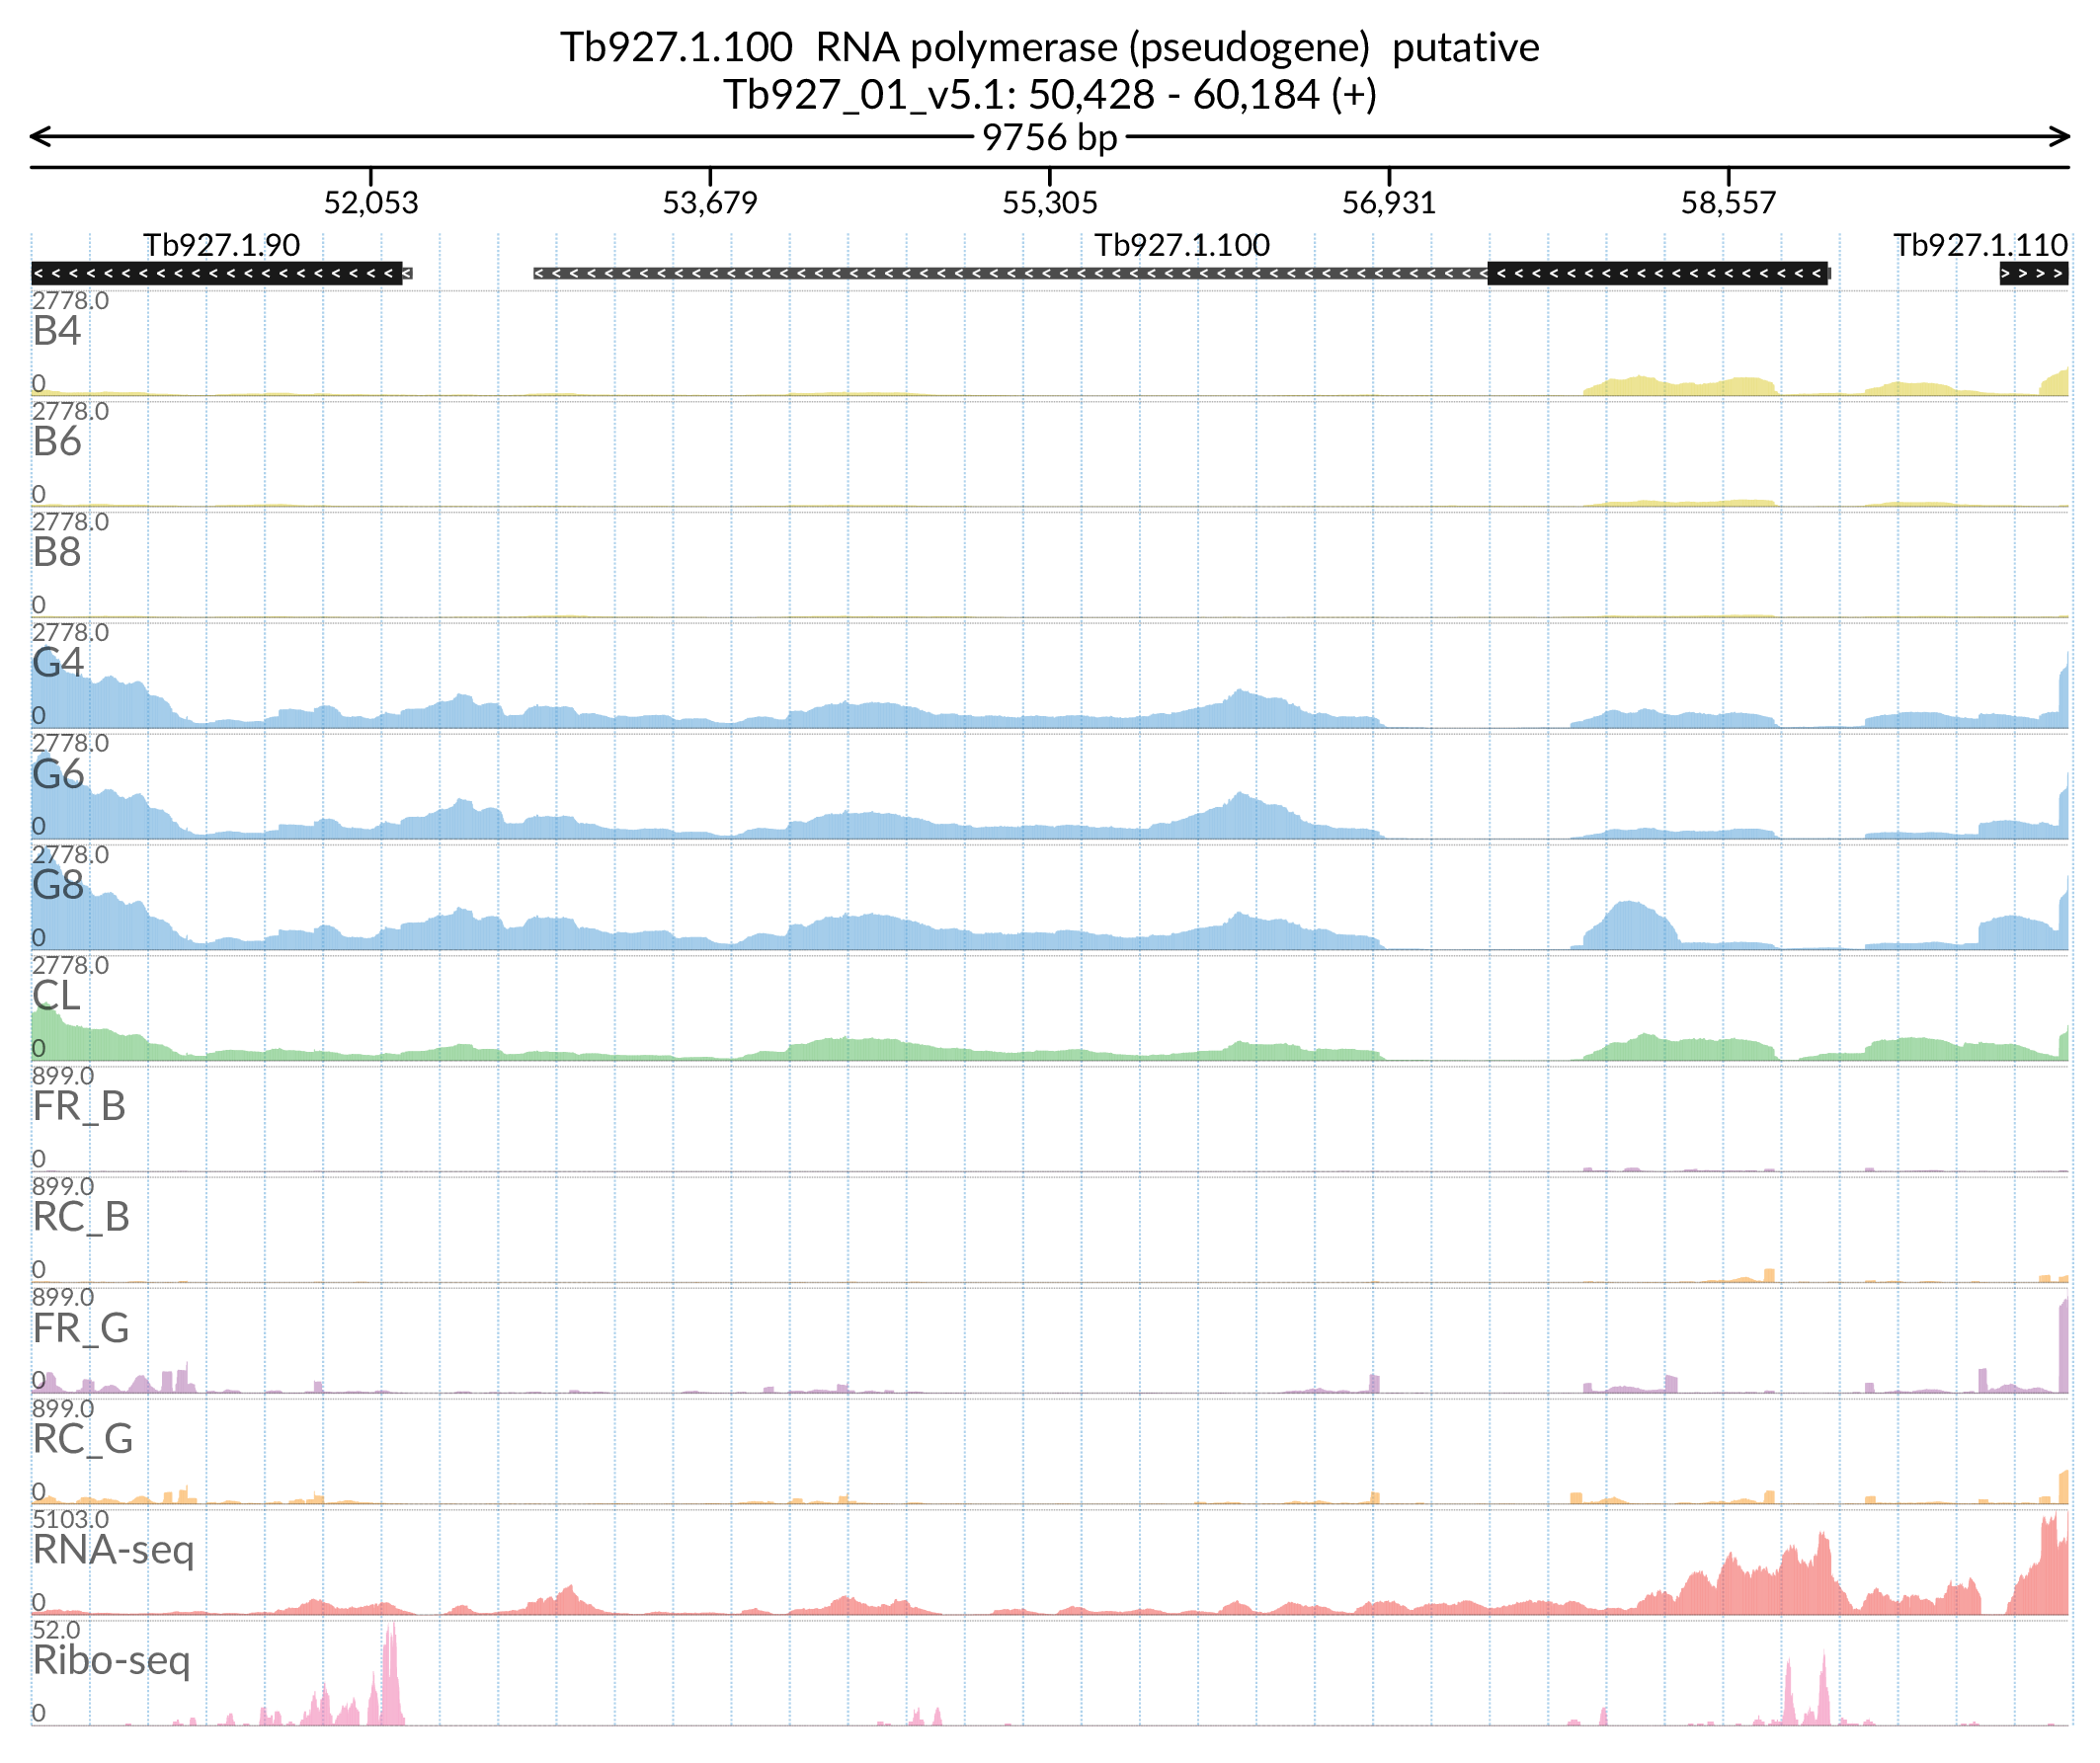 Tb927.1.100 RNA polymerase (pseudogene) putative
Tb927_01_v5.1: 50,428 - 60,184 (+)
9756 bp
52,053 53,679 55,305 56,931 58,557
Tb927.1.90 Tb927.1.100 Tb927.1.110
2778.0
B4
0
2778.0
B6
0
2778.0
B8
0
2778.0
G4
0
2778.0
G6
0
2778.0
G8
0
2778.0
CL
0
899.0
FR_B
0
899.0
RC_B
0
899.0
FR_G
0
899.0
RC_G
0
5103.0
RNA-seq
0
52.0
Ribo-seq
0